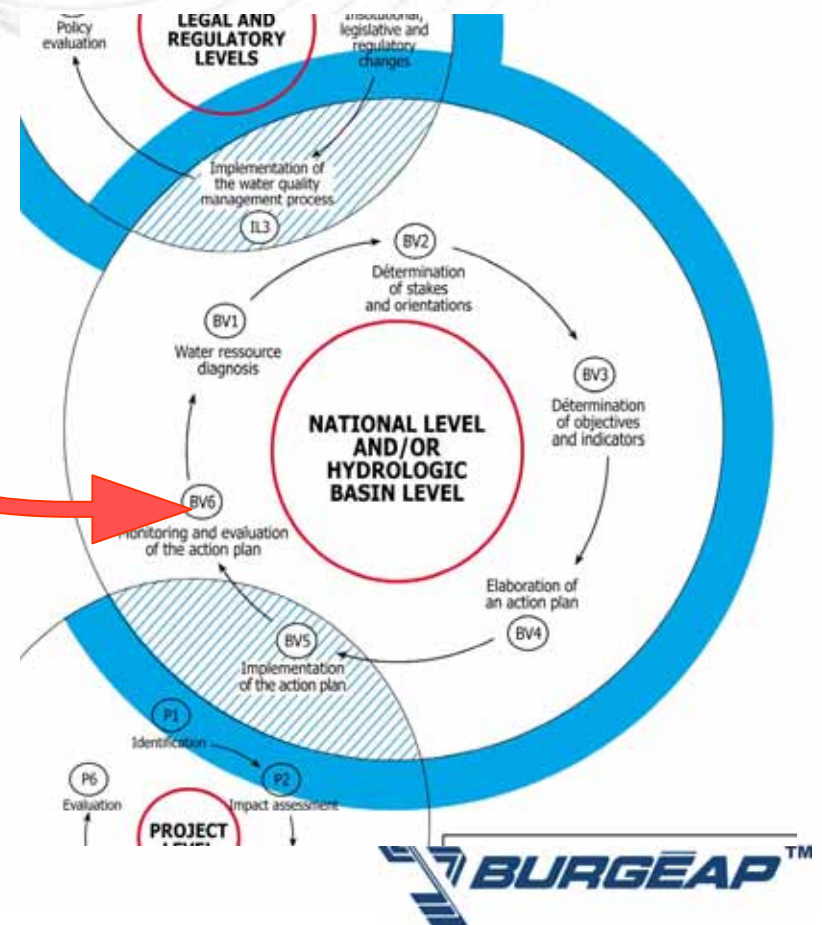 Policy
evaluation
LEGAL AND
REGULATORY
LEVELS
Institutional,
legislative and
regulatory
changes
Implementation of
the water quality
management process
IL3
BV2
Détermination
of stakes
and orientations
BV1
Water ressource
diagnosis
BV3
Détermination
of objectives
and indicators
NATIONAL LEVEL
AND/OR
HYDROLOGIC
BASIN LEVEL
BV6
Monitoring and evaluation
of the action plan
Elaboration of
an action plan
BV4
BV5
Implementation
of the action plan
P1
Identification
P6
Evaluation
P2
Impact assessment
PROJECT
LEVEL
BURGÉAP™